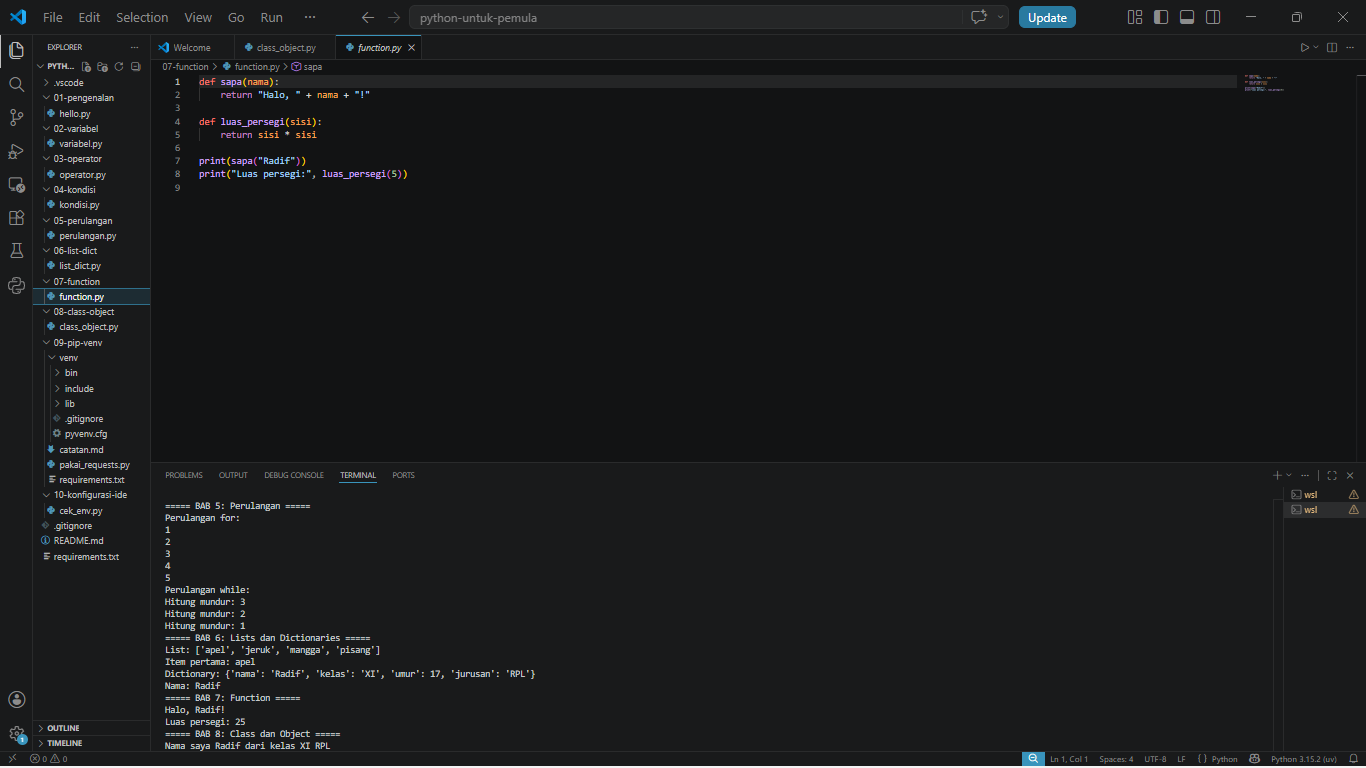 File Edit Selection View Go Run ··· python-untuk-pemula Update
EXPLORER ··· Welcome class_object.py function.py
PYTH... 07-function > function.py > sapa
.vscode
01-pengenalan
hello.py
02-variabel
variabel.py
03-operator
operator.py
04-kondisi
kondisi.py
05-perulangan
perulangan.py
06-list-dict
list_dict.py
07-function
function.py
08-class-object
class_object.py
09-pip-venv
venv
bin
include
lib
.gitignore
pyvenv.cfg
catatan.md
pakai_requests.py
requirements.txt
10-konfigurasi-ide
cek_env.py
.gitignore
README.md
requirements.txt
OUTLINE
TIMELINE
1 def sapa(nama):
2 return "Halo, " + nama + "!"
3
4 def luas_persegi(sisi):
5 return sisi * sisi
6
7 print(sapa("Radif"))
8 print("Luas persegi:", luas_persegi(5))
9
PROBLEMS OUTPUT DEBUG CONSOLE TERMINAL PORTS
===== BAB 5: Perulangan =====
Perulangan for:
1
2
3
4
5
Perulangan while:
Hitung mundur: 3
Hitung mundur: 2
Hitung mundur: 1
===== BAB 6: Lists dan Dictionaries =====
List: ['apel', 'jeruk', 'mangga', 'pisang']
Item pertama: apel
Dictionary: {'nama': 'Radif', 'kelas': 'XI', 'umur': 17, 'jurusan': 'RPL'}
Nama: Radif
===== BAB 7: Function =====
Halo, Radif!
Luas persegi: 25
===== BAB 8: Class dan Object =====
Nama saya Radif dari kelas XI RPL
wsl
wsl
1
0 0 Ln 1, Col 1 Spaces: 4 UTF-8 LF { } Python Python 3.15.2 (uv)